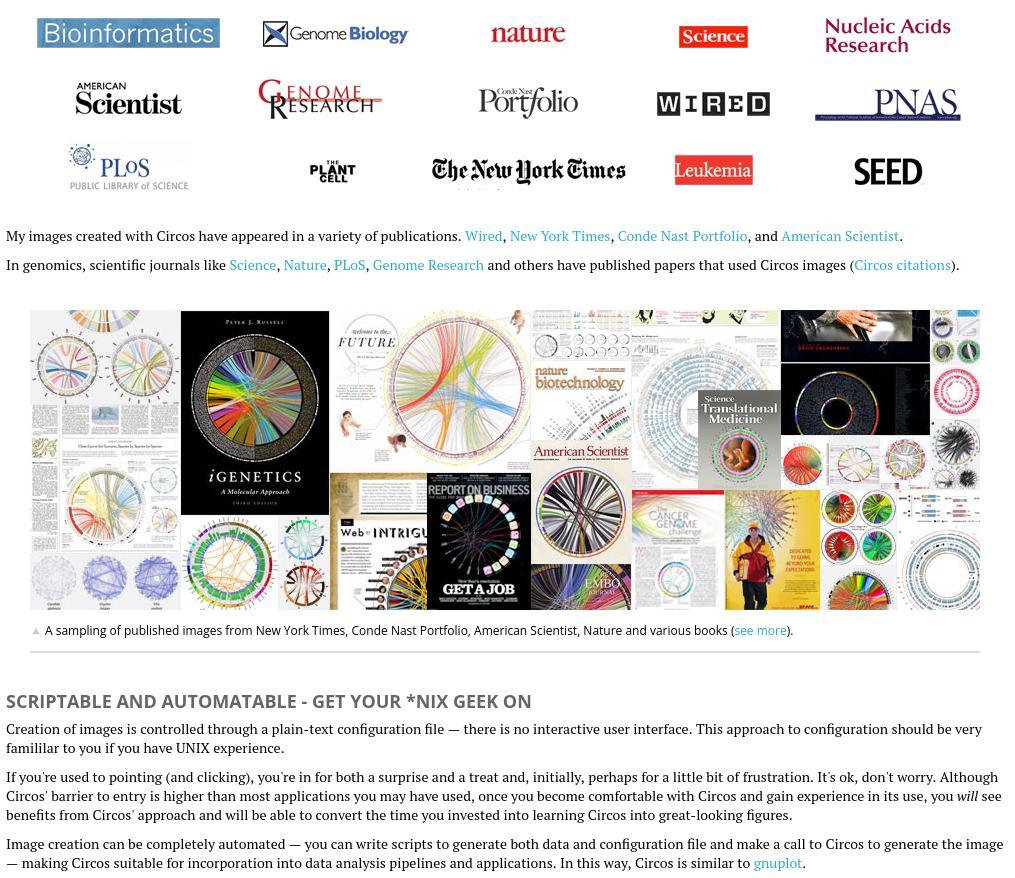 Bioinformatics
Genome Biology
nature
Science
Nucleic Acids
Research
AMERICAN
Scientist
GENOME
RESEARCH
Condé Nast
Portfolio
WIRED
PNAS
PLoS
PUBLIC LIBRARY of SCIENCE
THE
PLANT
CELL
The New York Times
Leukemia
SEED
My images created with Circos have appeared in a variety of publications. Wired, New York Times, Conde Nast Portfolio, and American Scientist.
In genomics, scientific journals like Science, Nature, PLoS, Genome Research and others have published papers that used Circos images (Circos citations).
PETER J. RUSSELL
iGENETICS
A Molecular Approach
THIRD EDITION
welcome to the
FUTURE
nature
biotechnology
American Scientist
Science
Translational
Medicine
DAVID CRONENBERG
Web
INTRIGU
REPORT ON BUSINESS
New Year's resolution
GET A JOB
EMBO
JOURNAL
CANCER
GENOME
challenge
DEDICATED
TO GOING
BEYOND YOUR
EXPECTATIONS.
▲ A sampling of published images from New York Times, Conde Nast Portfolio, American Scientist, Nature and various books (see more).
SCRIPTABLE AND AUTOMATABLE - GET YOUR *NIX GEEK ON
Creation of images is controlled through a plain-text configuration file — there is no interactive user interface. This approach to configuration should be very
famililar to you if you have UNIX experience.
If you're used to pointing (and clicking), you're in for both a surprise and a treat and, initially, perhaps for a little bit of frustration. It's ok, don't worry. Although
Circos' barrier to entry is higher than most applications you may have used, once you become comfortable with Circos and gain experience in its use, you will see
benefits from Circos' approach and will be able to convert the time you invested into learning Circos into great-looking figures.
Image creation can be completely automated — you can write scripts to generate both data and configuration file and make a call to Circos to generate the image
— making Circos suitable for incorporation into data analysis pipelines and applications. In this way, Circos is similar to gnuplot.